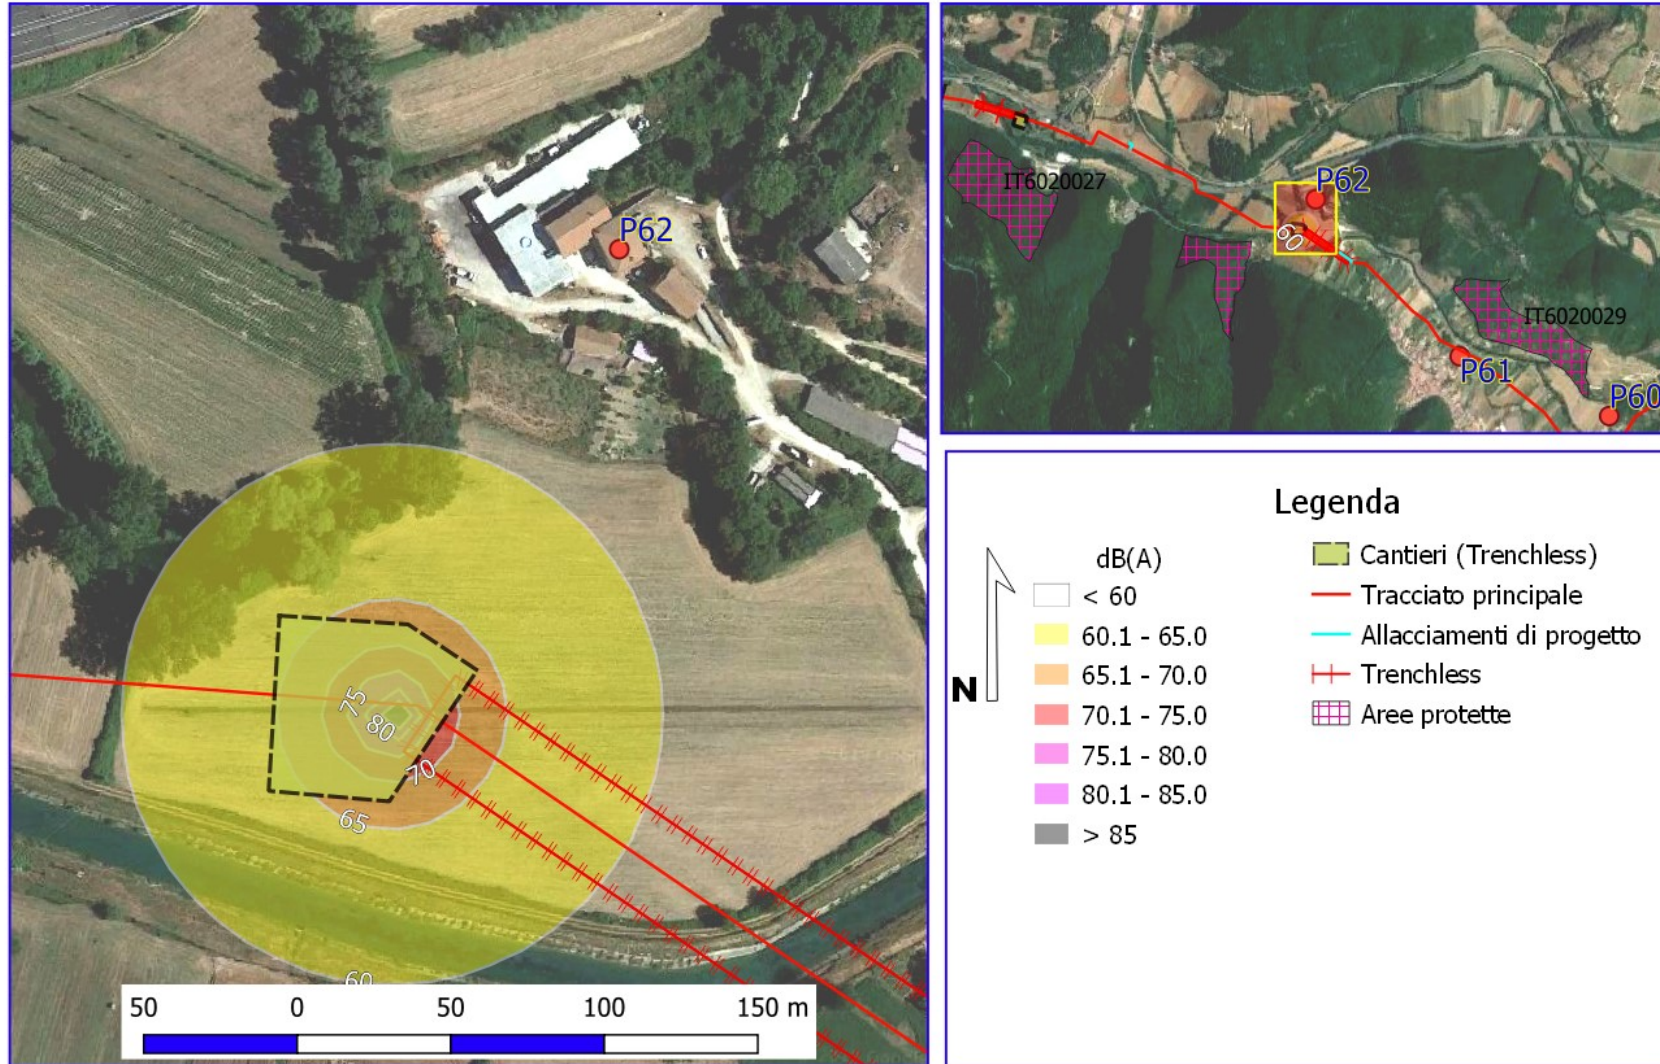 P62
75
80
70
65
60
50 0 50 100 150 m
IT6020027
P62
60
IT6020029
P61
P60
Legenda
N
dB(A)
< 60
60.1 - 65.0
65.1 - 70.0
70.1 - 75.0
75.1 - 80.0
80.1 - 85.0
> 85
Cantieri (Trenchless)
Tracciato principale
Allacciamenti di progetto
Trenchless
Aree protette